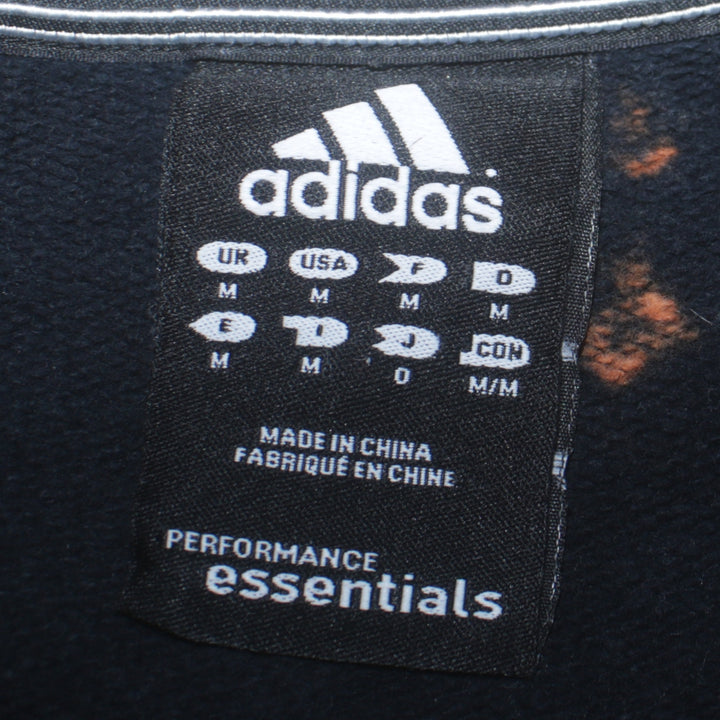 adidas
UK USA F D
M M M M
E I J CON
M M O M/M
MADE IN CHINA
FABRIQUÉ EN CHINE
PERFORMANCE
essentials